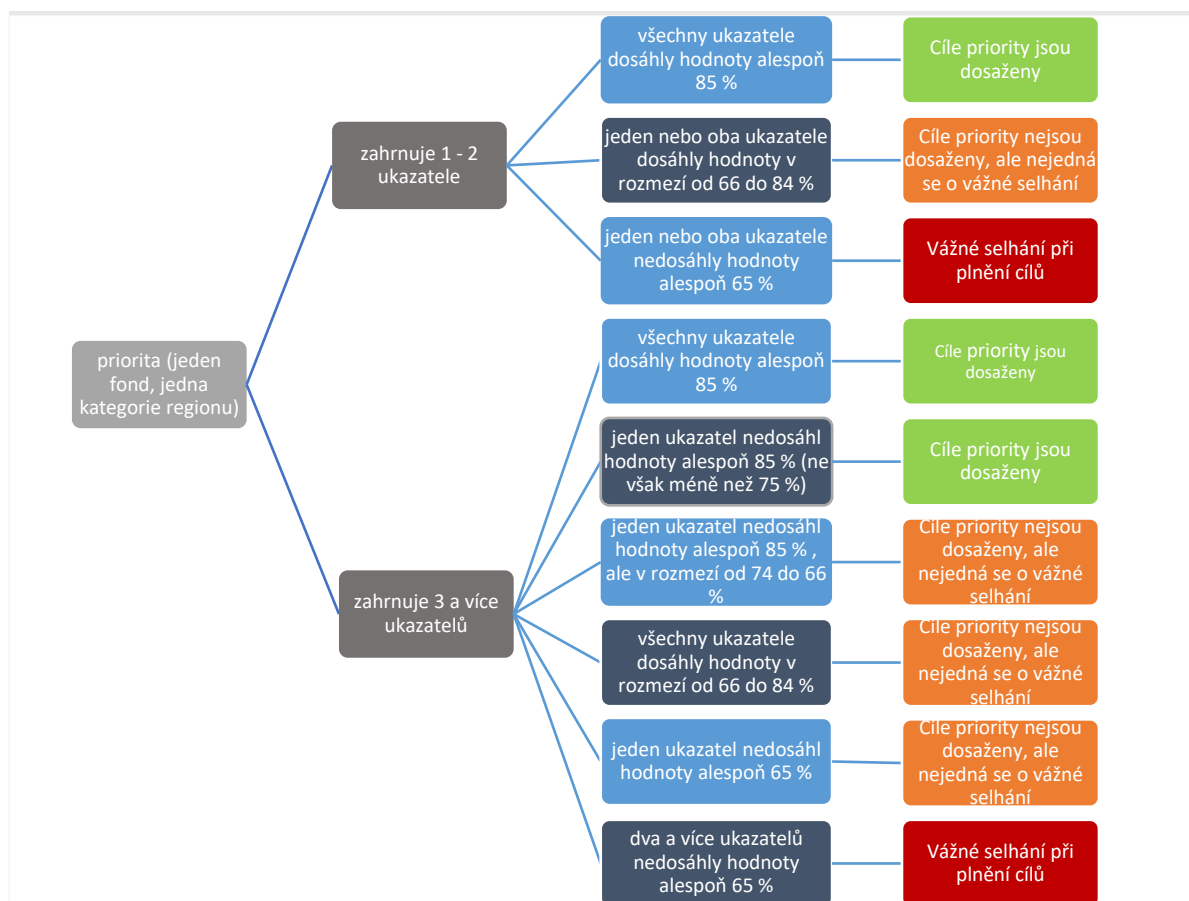 všechny ukazatele
dosáhly hodnoty alespoň
85 %
Cíle priority jsou
dosaženy
zahrnuje 1 - 2
ukazatele
jeden nebo oba ukazatele
dosáhly hodnoty v
rozmezí od 66 do 84 %
Cíle priority nejsou
dosaženy, ale nejedná
se o vážné selhání
jeden nebo oba ukazatele
nedosáhly hodnoty
alespoň 65 %
Vážné selhání při
plnění cílů
priorita (jeden
fond, jedna
kategorie regionu)
všechny ukazatele
dosáhly hodnoty alespoň
85 %
Cíle priority jsou
dosaženy
jeden ukazatel nedosáhl
hodnoty alespoň 85 % (ne
však méně než 75 %)
Cíle priority jsou
dosaženy
zahrnuje 3 a více
ukazatelů
jeden ukazatel nedosáhl
hodnoty alespoň 85 % ,
ale v rozmezí od 74 do 66
%
Cíle priority nejsou
dosaženy, ale
nejedná se o vážné
selhání
všechny ukazatele
dosáhly hodnoty v
rozmezí od 66 do 84 %
Cíle priority nejsou
dosaženy, ale
nejedná se o vážné
selhání
jeden ukazatel nedosáhl
hodnoty alespoň 65 %
Cíle priority nejsou
dosaženy, ale
nejedná se o vážné
selhání
dva a více ukazatelů
nedosáhly hodnoty
alespoň 65 %
Vážné selhání při
plnění cílů